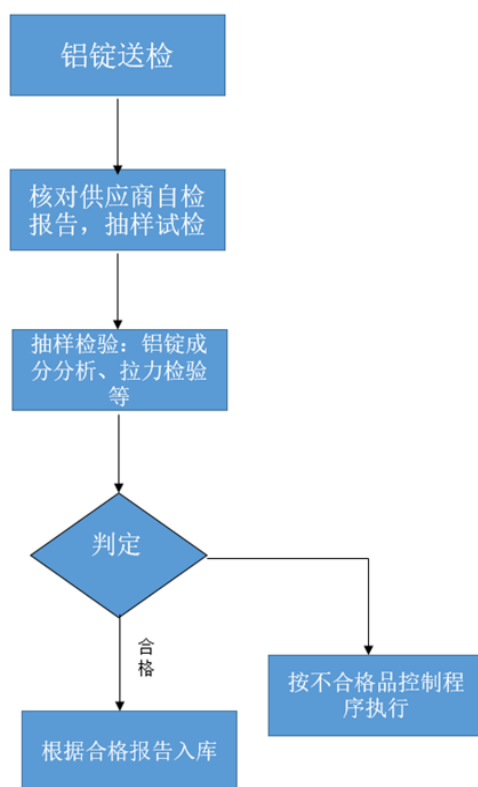 铝锭送检
核对供应商自检
报告，抽样试检
抽样检验：铝锭成
分分析、拉力检验
等
判定
合
格
按不合格品控制程
序执行
根据合格报告入库